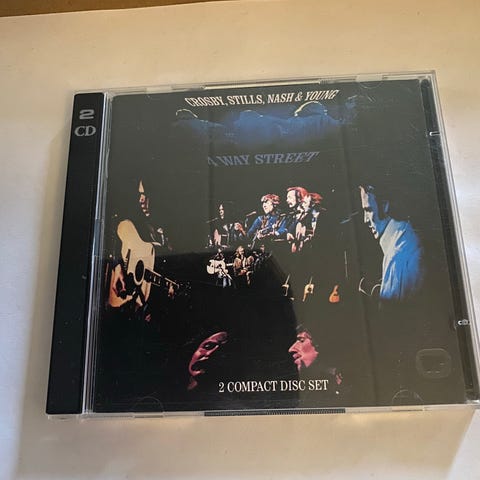 2
CD
CROSBY, STILLS, NASH & YOUNG
4 WAY STREET
2 COMPACT DISC SET